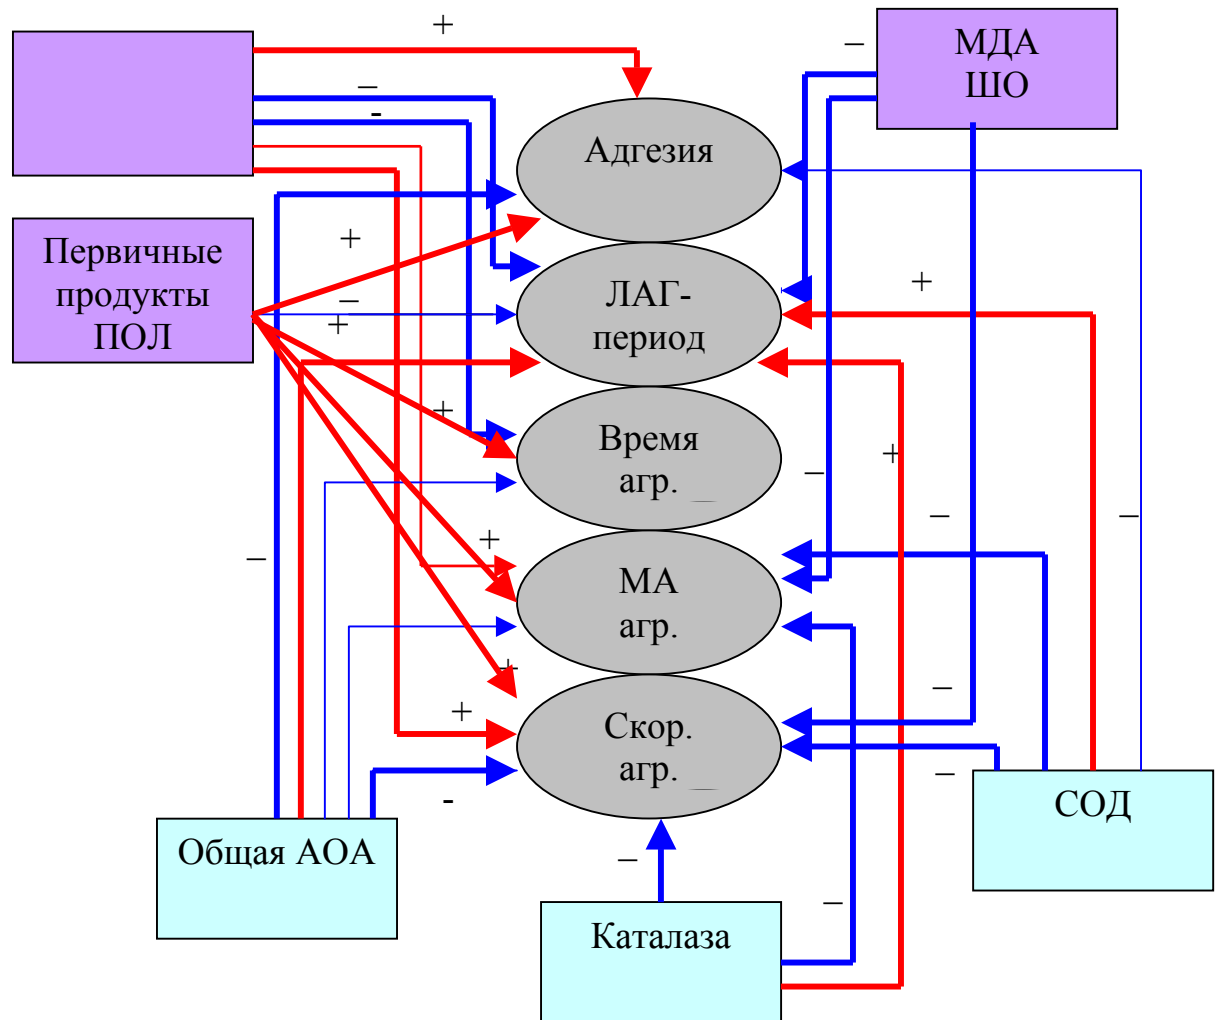 +
–
МДА
ШО
–
-
Адгезия
Первичные
продукты
ПОЛ
+
–
+
ЛАГ-
период
+
+
Время
агр. _
+
–
–
–
–
+
МА
агр.
+
–
+
Скор.
агр. _
–
-
СОД
Общая АОА
–
–
Каталаза